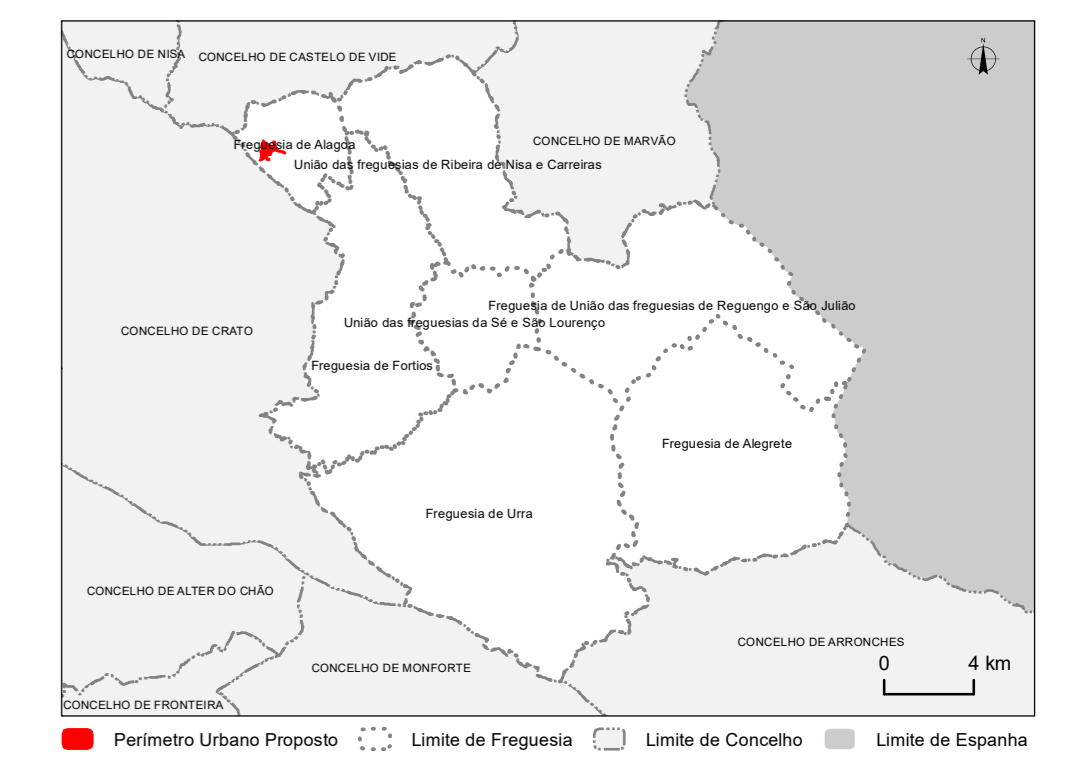 N
CONCELHO DE NISA
CONCELHO DE CASTELO DE VIDE
CONCELHO DE MARVÃO
Freguesia de Alagoa
União das freguesias de Ribeira de Nisa e Carreiras
Freguesia de União das freguesias de Reguengo e São Julião
União das freguesias da Sé e São Lourenço
CONCELHO DE CRATO
Freguesia de Fortios
Freguesia de Alegrete
Freguesia de Urra
CONCELHO DE ALTER DO CHÃO
CONCELHO DE ARRONCHES
CONCELHO DE MONFORTE
0 4 km
CONCELHO DE FRONTEIRA
Perímetro Urbano Proposto Limite de Freguesia Limite de Concelho Limite de Espanha